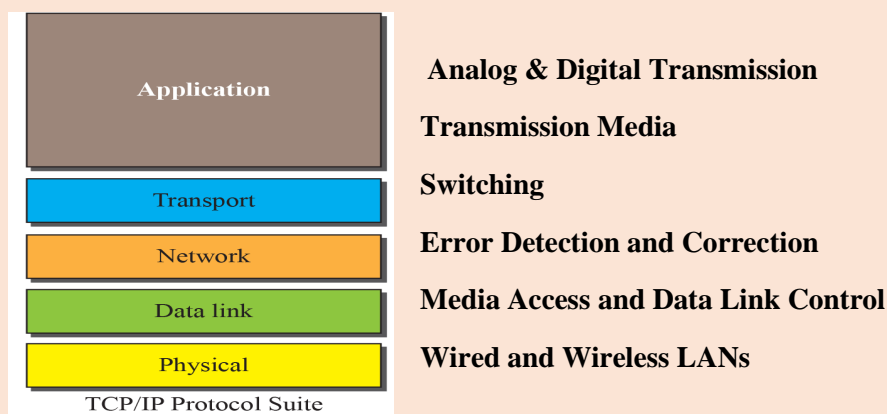 Application
Transport
Network
Data link
Physical
TCP/IP Protocol Suite
Analog & Digital Transmission
Transmission Media
Switching
Error Detection and Correction
Media Access and Data Link Control
Wired and Wireless LANs